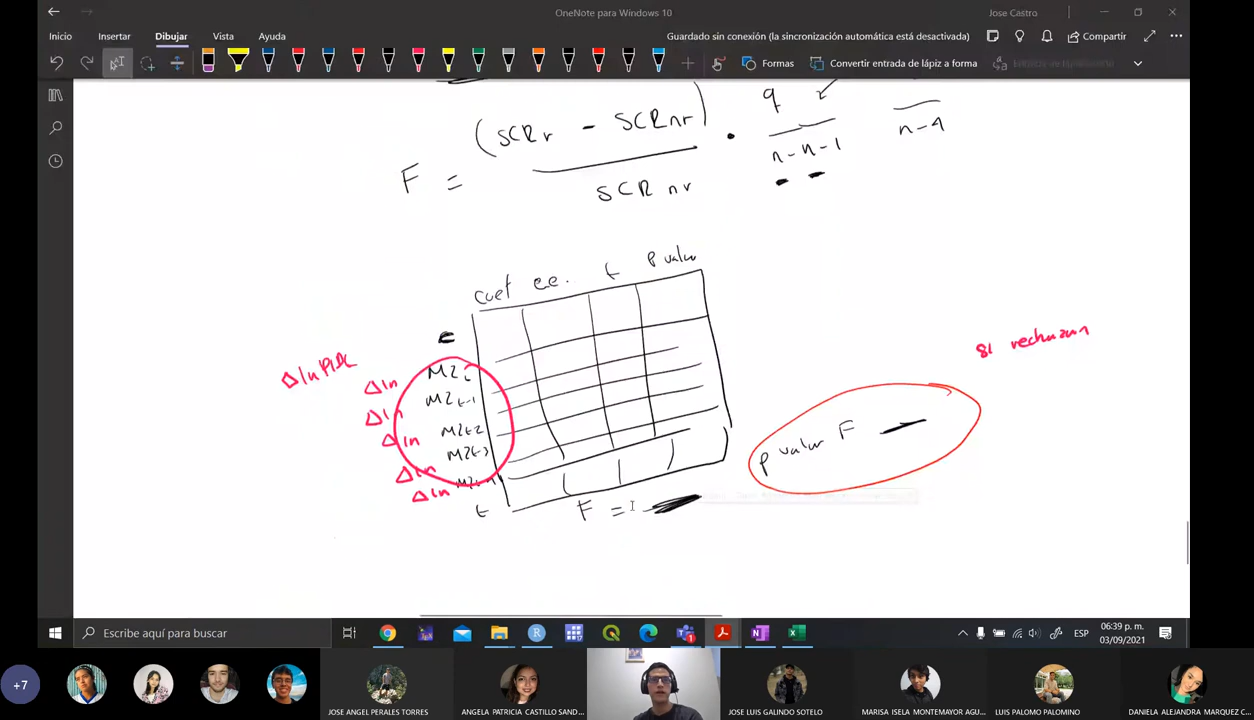 OneNote para Windows 10
Jose Castro
Inicio Insertar Dibujar Vista Ayuda
Guardado sin conexión (la sincronización automática está desactivada)
Compartir
Formas
Convertir entrada de lápiz a forma
F = (SCRr - SCRnr) . q
SCRnr
n-n-1
n-4
coef e.e. t p valor
c
Δln PIBL
Δln M2t
Δln M2t-1
Δln M2t-2
Δln M2t-3
Δln
t
F =
p valor F
si rechazan
Escribe aquí para buscar
ESP
06:39 p. m.
03/09/2021
+7
JOSE ANGEL PERALES TORRES
ANGELA PATRICIA CASTILLO SAND...
JOSE LUIS GALINDO SOTELO
MARISA ISELA MONTEMAYOR AGU...
LUIS PALOMO PALOMINO
DANIELA ALEJANDRA MARQUEZ C...